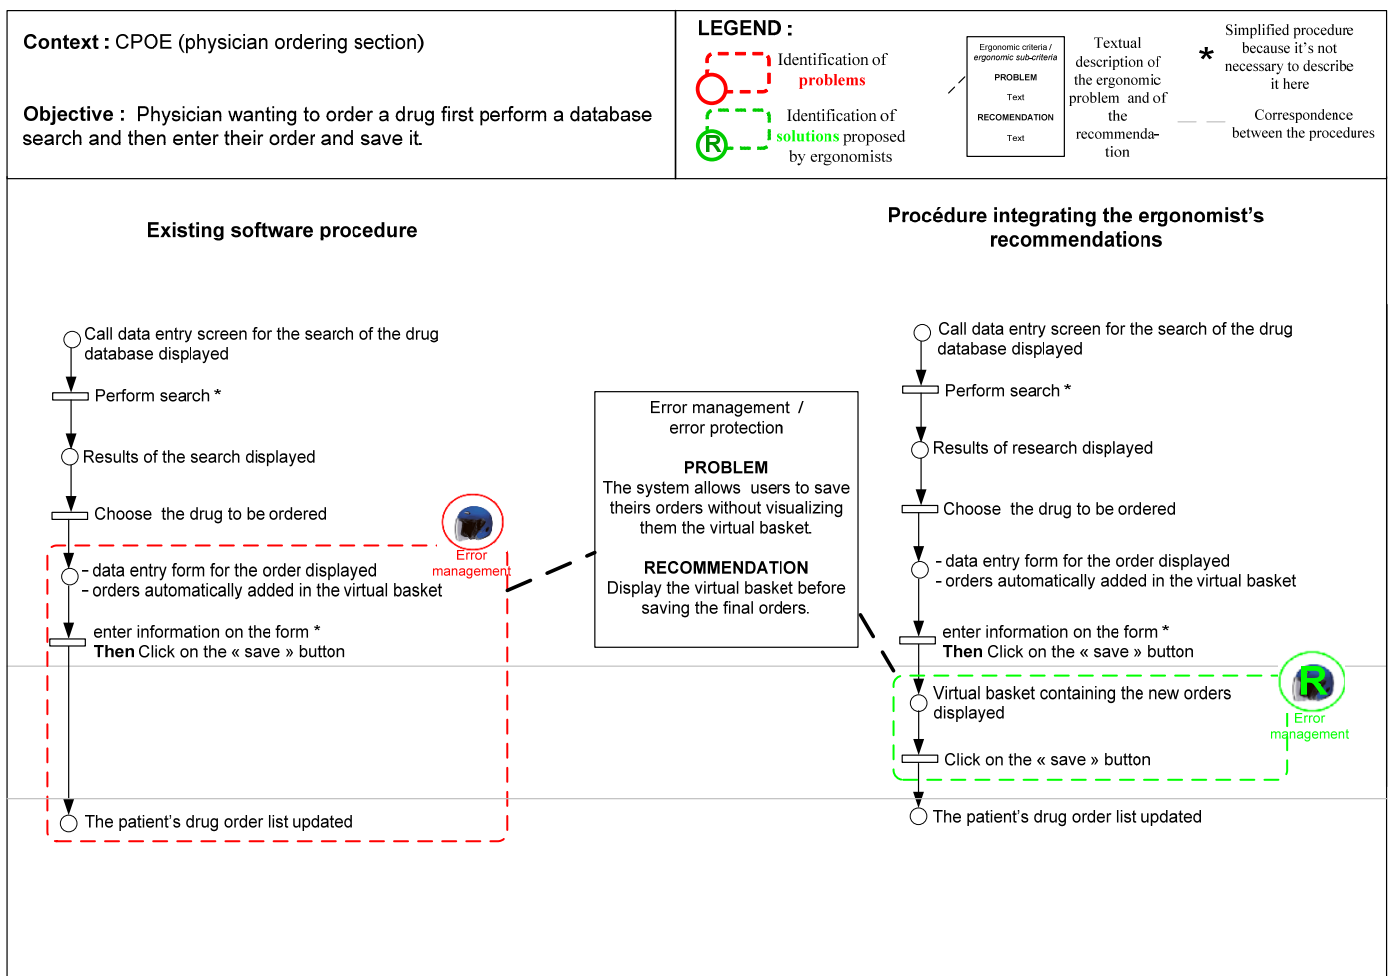 Context : CPOE (physician ordering section)
Objective : Physician wanting to order a drug first perform a database
search and then enter their order and save it.
LEGEND :
Identification of
problems
R
Identification of
solutions proposed
by ergonomists
Ergonomic criteria /
ergonomic sub-criteria
PROBLEM
Text
RECOMENDATION
Text
Textual
description of
the ergonomic
problem and of
the
recommenda-
tion
*
Simplified procedure
because it's not
necessary to describe
it here
Correspondence
between the procedures
Existing software procedure
Call data entry screen for the search of the drug
database displayed
Perform search *
Results of the search displayed
Choose the drug to be ordered
Error
management
- data entry form for the order displayed
- orders automatically added in the virtual basket
enter information on the form *
Then Click on the « save » button
The patient's drug order list updated
Error management /
error protection
PROBLEM
The system allows users to save
theirs orders without visualizing
them the virtual basket.
RECOMMENDATION
Display the virtual basket before
saving the final orders.
Procédure integrating the ergonomist's
recommendations
Call data entry screen for the search of the drug
database displayed
Perform search *
Results of research displayed
Choose the drug to be ordered
- data entry form for the order displayed
- orders automatically added in the virtual basket
enter information on the form *
Then Click on the « save » button
R
Error
management
Virtual basket containing the new orders
displayed
Click on the « save » button
The patient's drug order list updated